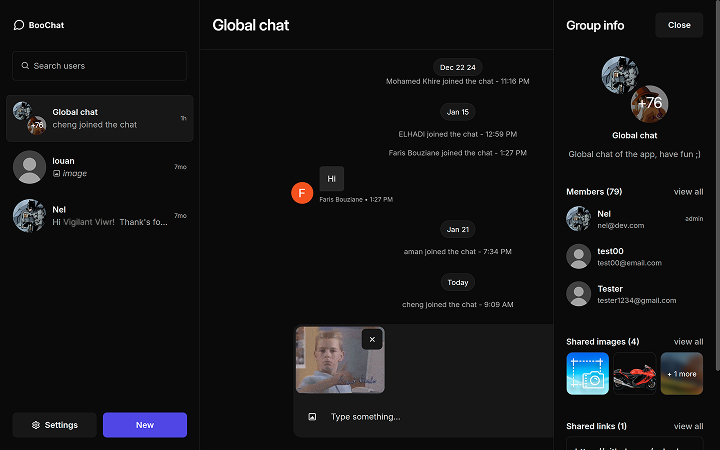 BooChat
Search users
Global chat
cheng joined the chat
1h
+76
louan
image
7mo
Nel
Hi Vigilant Viwr! Thank's fo...
7mo
Settings
New
Global chat
Dec 22 24
Mohamed Khire joined the chat - 11:16 PM
Jan 15
ELHADI joined the chat - 12:59 PM
Faris Bouziane joined the chat - 1:27 PM
F
Hi
Faris Bouziane • 1:27 PM
Jan 21
aman joined the chat - 7:34 PM
Today
cheng joined the chat - 9:09 AM
Type something...
Group info
Close
+76
Global chat
Global chat of the app, have fun ;)
Members (79)
view all
Nel
nel@dev.com
admin
test00
test00@email.com
Tester
tester1234@gmail.com
Shared images (4)
view all
+ 1 more
Shared links (1)
view all